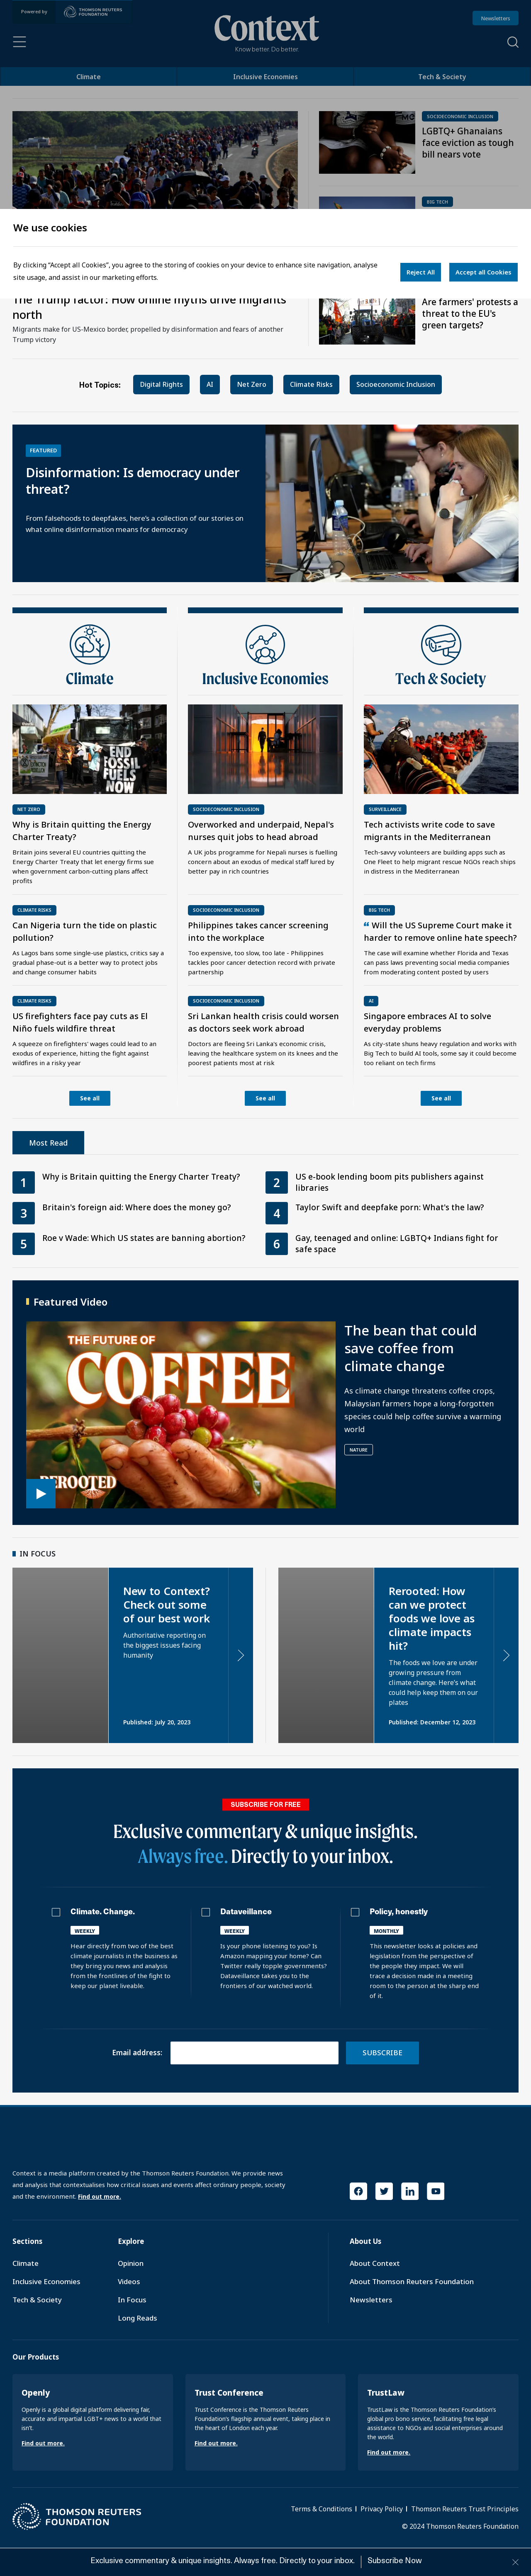 Powered by
THOMSON REUTERS
FOUNDATION
Context
Know better. Do better.
Newsletters
Climate
Inclusive Economies
Tech & Society
SOCIOECONOMIC INCLUSION
LGBTQ+ Ghanaians
face eviction as tough
bill nears vote
BIG TECH
We use cookies
By clicking “Accept all Cookies”, you agree to the storing of cookies on your device to enhance site navigation, analyse
site usage, and assist in our marketing efforts.
Reject All
Accept all Cookies
The Trump factor: How online myths drive migrants
north
Migrants make for US-Mexico border, propelled by disinformation and fears of another
Trump victory
Are farmers' protests a
threat to the EU's
green targets?
Hot Topics:
Digital Rights
AI
Net Zero
Climate Risks
Socioeconomic Inclusion
FEATURED
Disinformation: Is democracy under
threat?
From falsehoods to deepfakes, here’s a collection of our stories on
what online disinformation means for democracy
Climate
END
FOSSIL
FUELS
NOW
NET ZERO
Why is Britain quitting the Energy
Charter Treaty?
Britain joins several EU countries quitting the
Energy Charter Treaty that let energy firms sue
when government carbon-cutting plans affect
profits
CLIMATE RISKS
Can Nigeria turn the tide on plastic
pollution?
As Lagos bans some single-use plastics, critics say a
gradual phase-out is a better way to protect jobs
and change consumer habits
CLIMATE RISKS
US firefighters face pay cuts as El
Niño fuels wildfire threat
A squeeze on firefighters' wages could lead to an
exodus of experience, hitting the fight against
wildfires in a risky year
See all
Inclusive Economies
SOCIOECONOMIC INCLUSION
Overworked and underpaid, Nepal's
nurses quit jobs to head abroad
A UK jobs programme for Nepali nurses is fuelling
concern about an exodus of medical staff lured by
better pay in rich countries
SOCIOECONOMIC INCLUSION
Philippines takes cancer screening
into the workplace
Too expensive, too slow, too late - Philippines
tackles poor cancer detection record with private
partnership
SOCIOECONOMIC INCLUSION
Sri Lankan health crisis could worsen
as doctors seek work abroad
Doctors are fleeing Sri Lanka's economic crisis,
leaving the healthcare system on its knees and the
poorest patients most at risk
See all
Tech & Society
SURVEILLANCE
Tech activists write code to save
migrants in the Mediterranean
Tech-savvy volunteers are building apps such as
One Fleet to help migrant rescue NGOs reach ships
in distress in the Mediterranean
BIG TECH
“ Will the US Supreme Court make it
harder to remove online hate speech?
The case will examine whether Florida and Texas
can pass laws preventing social media companies
from moderating content posted by users
AI
Singapore embraces AI to solve
everyday problems
As city-state shuns heavy regulation and works with
Big Tech to build AI tools, some say it could become
too reliant on tech firms
See all
Most Read
1
Why is Britain quitting the Energy Charter Treaty?
2
US e-book lending boom pits publishers against
libraries
3
Britain's foreign aid: Where does the money go?
4
Taylor Swift and deepfake porn: What's the law?
5
Roe v Wade: Which US states are banning abortion?
6
Gay, teenaged and online: LGBTQ+ Indians fight for
safe space
Featured Video
THE FUTURE OF
COFFEE
REROOTED
The bean that could
save coffee from
climate change
As climate change threatens coffee crops,
Malaysian farmers hope a long-forgotten
species could help coffee survive a warming
world
NATURE
IN FOCUS
New to Context?
Check out some
of our best work
Authoritative reporting on
the biggest issues facing
humanity
Published: July 20, 2023
Rerooted: How
can we protect
foods we love as
climate impacts
hit?
The foods we love are under
growing pressure from
climate change. Here’s what
could help keep them on our
plates
Published: December 12, 2023
SUBSCRIBE FOR FREE
Exclusive commentary & unique insights.
Always free. Directly to your inbox.
Climate. Change.
WEEKLY
Hear directly from two of the best
climate journalists in the business as
they bring you news and analysis
from the frontlines of the fight to
keep our planet liveable.
Dataveillance
WEEKLY
Is your phone listening to you? Is
Amazon mapping your home? Can
Twitter really topple governments?
Dataveillance takes you to the
frontiers of our watched world.
Policy, honestly
MONTHLY
This newsletter looks at policies and
legislation from the perspective of
the people they impact. We will
trace a decision made in a meeting
room to the person at the sharp end
of it.
Email address:
SUBSCRIBE
Context is a media platform created by the Thomson Reuters Foundation. We provide news
and analysis that contextualises how critical issues and events affect ordinary people, society
and the environment. Find out more.
Sections
Climate
Inclusive Economies
Tech & Society
Explore
Opinion
Videos
In Focus
Long Reads
About Us
About Context
About Thomson Reuters Foundation
Newsletters
Our Products
Openly
Openly is a global digital platform delivering fair,
accurate and impartial LGBT+ news to a world that
isn’t.
Find out more.
Trust Conference
Trust Conference is the Thomson Reuters
Foundation’s flagship annual event, taking place in
the heart of London each year.
Find out more.
TrustLaw
TrustLaw is the Thomson Reuters Foundation’s
global pro bono service, facilitating free legal
assistance to NGOs and social enterprises around
the world.
Find out more.
THOMSON REUTERS
FOUNDATION
Terms & Conditions
Privacy Policy
Thomson Reuters Trust Principles
© 2024 Thomson Reuters Foundation
Exclusive commentary & unique insights. Always free. Directly to your inbox.
Subscribe Now